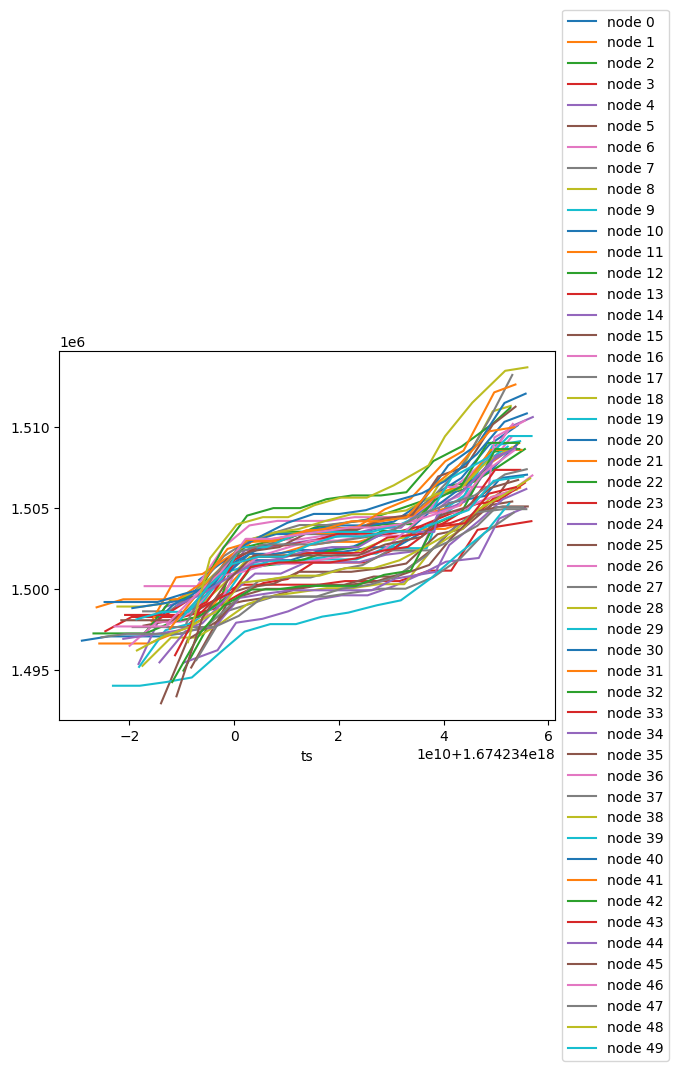 1e6
1.510
1.505
1.500
1.495
−2
0
2
4
6
ts
1e10+1.674234e18
node 0
node 1
node 2
node 3
node 4
node 5
node 6
node 7
node 8
node 9
node 10
node 11
node 12
node 13
node 14
node 15
node 16
node 17
node 18
node 19
node 20
node 21
node 22
node 23
node 24
node 25
node 26
node 27
node 28
node 29
node 30
node 31
node 32
node 33
node 34
node 35
node 36
node 37
node 38
node 39
node 40
node 41
node 42
node 43
node 44
node 45
node 46
node 47
node 48
node 49